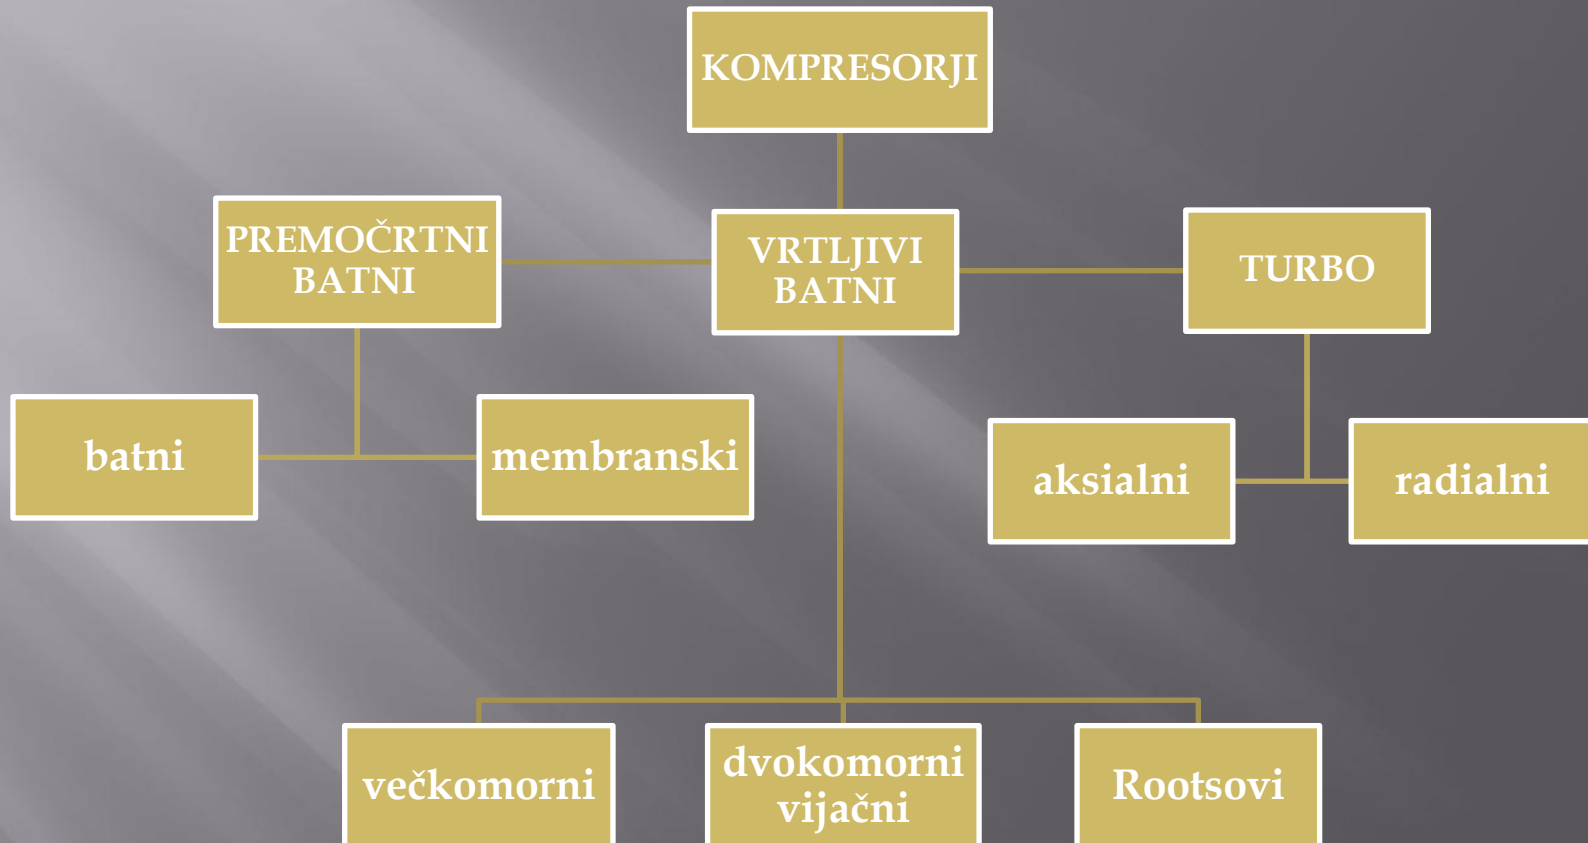 KOMPRESORJI
PREMOČRTNI
BATNI
VRTLJIVI
BATNI
TURBO
batni
membranski
aksialni
radialni
večkomorni
dvokomorni
vijačni
Rootsovi